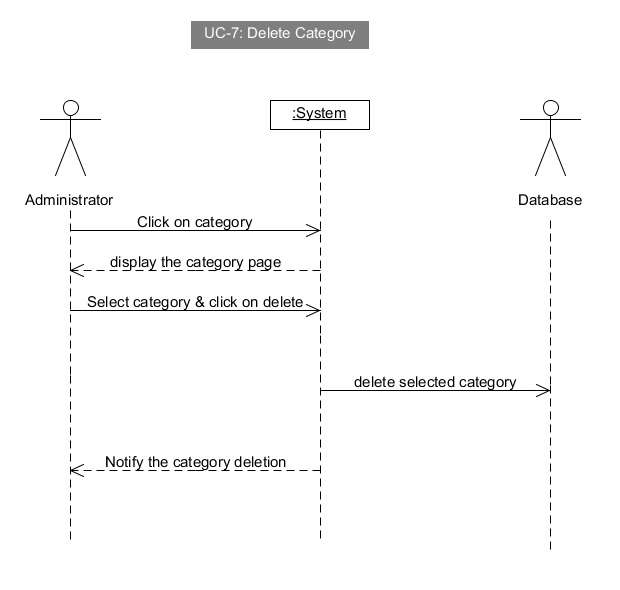 UC-7: Delete Category
:System
Administrator
Database
Click on category
display the category page
Select category & click on delete
delete selected category
Notify the category deletion